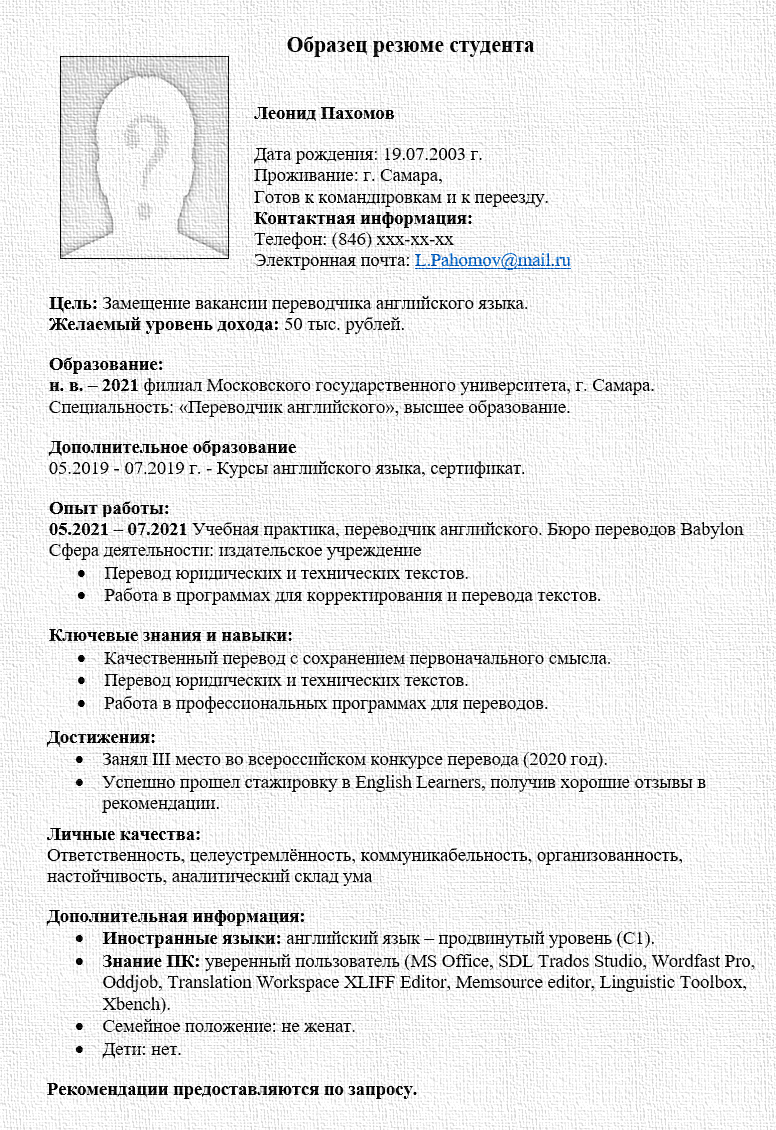 Образец резюме студента
?
Леонид Пахомов
Дата рождения: 19.07.2003 г.
Проживание: г. Самара,
Готов к командировкам и к переезду.
Контактная информация:
Телефон: (846) xxx-xx-xx
Электронная почта: L.Pahomov@mail.ru
Цель: Замещение вакансии переводчика английского языка.
Желаемый уровень дохода: 50 тыс. рублей.
Образование:
н. в. – 2021 филиал Московского государственного университета, г. Самара.
Специальность: «Переводчик английского», высшее образование.
Дополнительное образование
05.2019 - 07.2019 г. - Курсы английского языка, сертификат.
Опыт работы:
05.2021 – 07.2021 Учебная практика, переводчик английского. Бюро переводов Babylon
Сфера деятельности: издательское учреждение
• Перевод юридических и технических текстов.
• Работа в программах для корректирования и перевода текстов.
Ключевые знания и навыки:
• Качественный перевод с сохранением первоначального смысла.
• Перевод юридических и технических текстов.
• Работа в профессиональных программах для переводов.
Достижения:
• Занял III место во всероссийском конкурсе перевода (2020 год).
• Успешно прошел стажировку в English Learners, получив хорошие отзывы в
рекомендации.
Личные качества:
Ответственность, целеустремлённость, коммуникабельность, организованность,
настойчивость, аналитический склад ума
Дополнительная информация:
• Иностранные языки: английский язык – продвинутый уровень (C1).
• Знание ПК: уверенный пользователь (MS Office, SDL Trados Studio, Wordfast Pro,
Oddjob, Translation Workspace XLIFF Editor, Memsource editor, Linguistic Toolbox,
Xbench).
• Семейное положение: не женат.
• Дети: нет.
Рекомендации предоставляются по запросу.